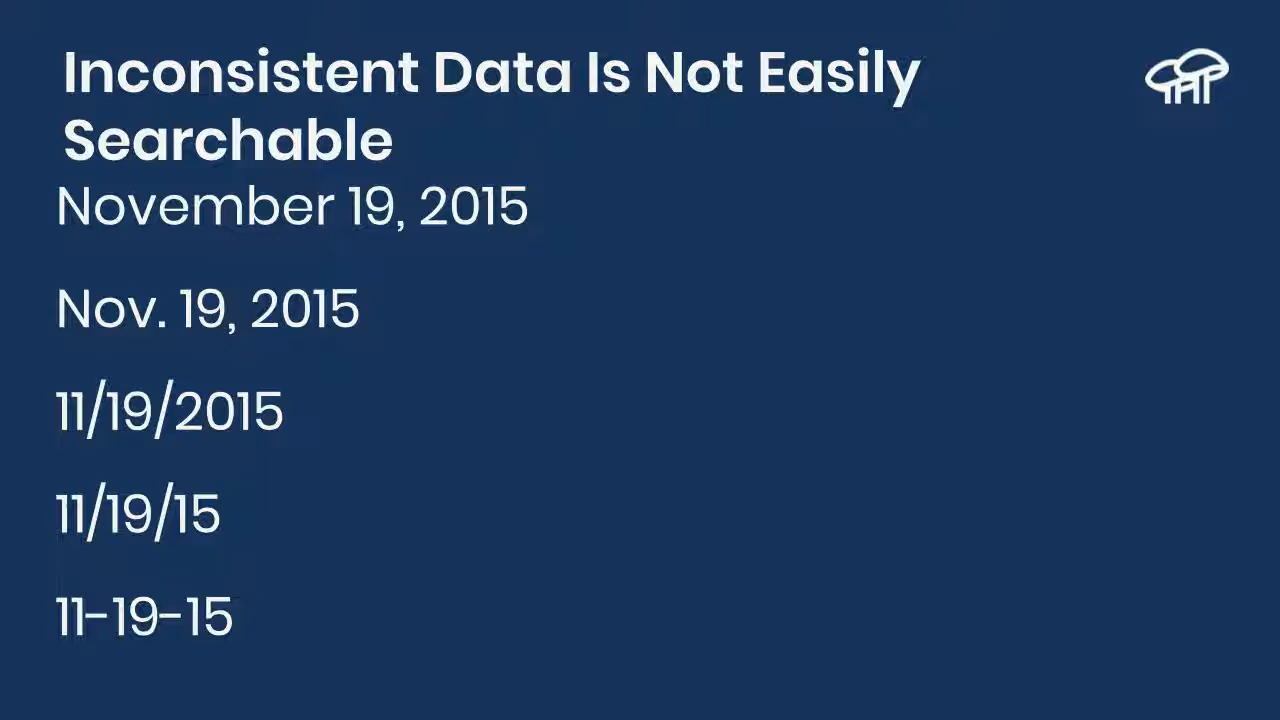 Inconsistent Data Is Not Easily
Searchable
November 19, 2015
Nov. 19, 2015
11/19/2015
11/19/15
11-19-15